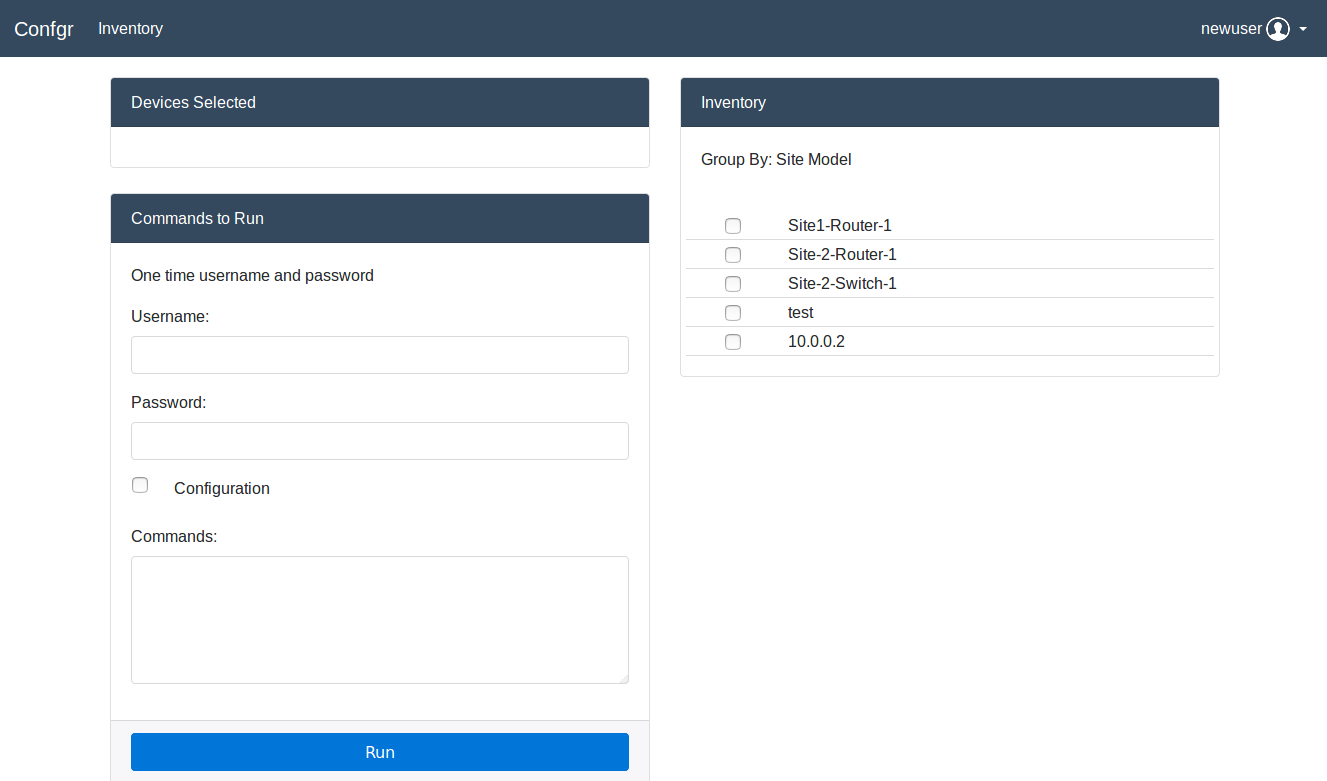 Confgr Inventory newuser
Devices Selected
Commands to Run
One time username and password
Username:
Password:
Configuration
Commands:
Run
Inventory
Group By: Site Model
Site1-Router-1
Site-2-Router-1
Site-2-Switch-1
test
10.0.0.2